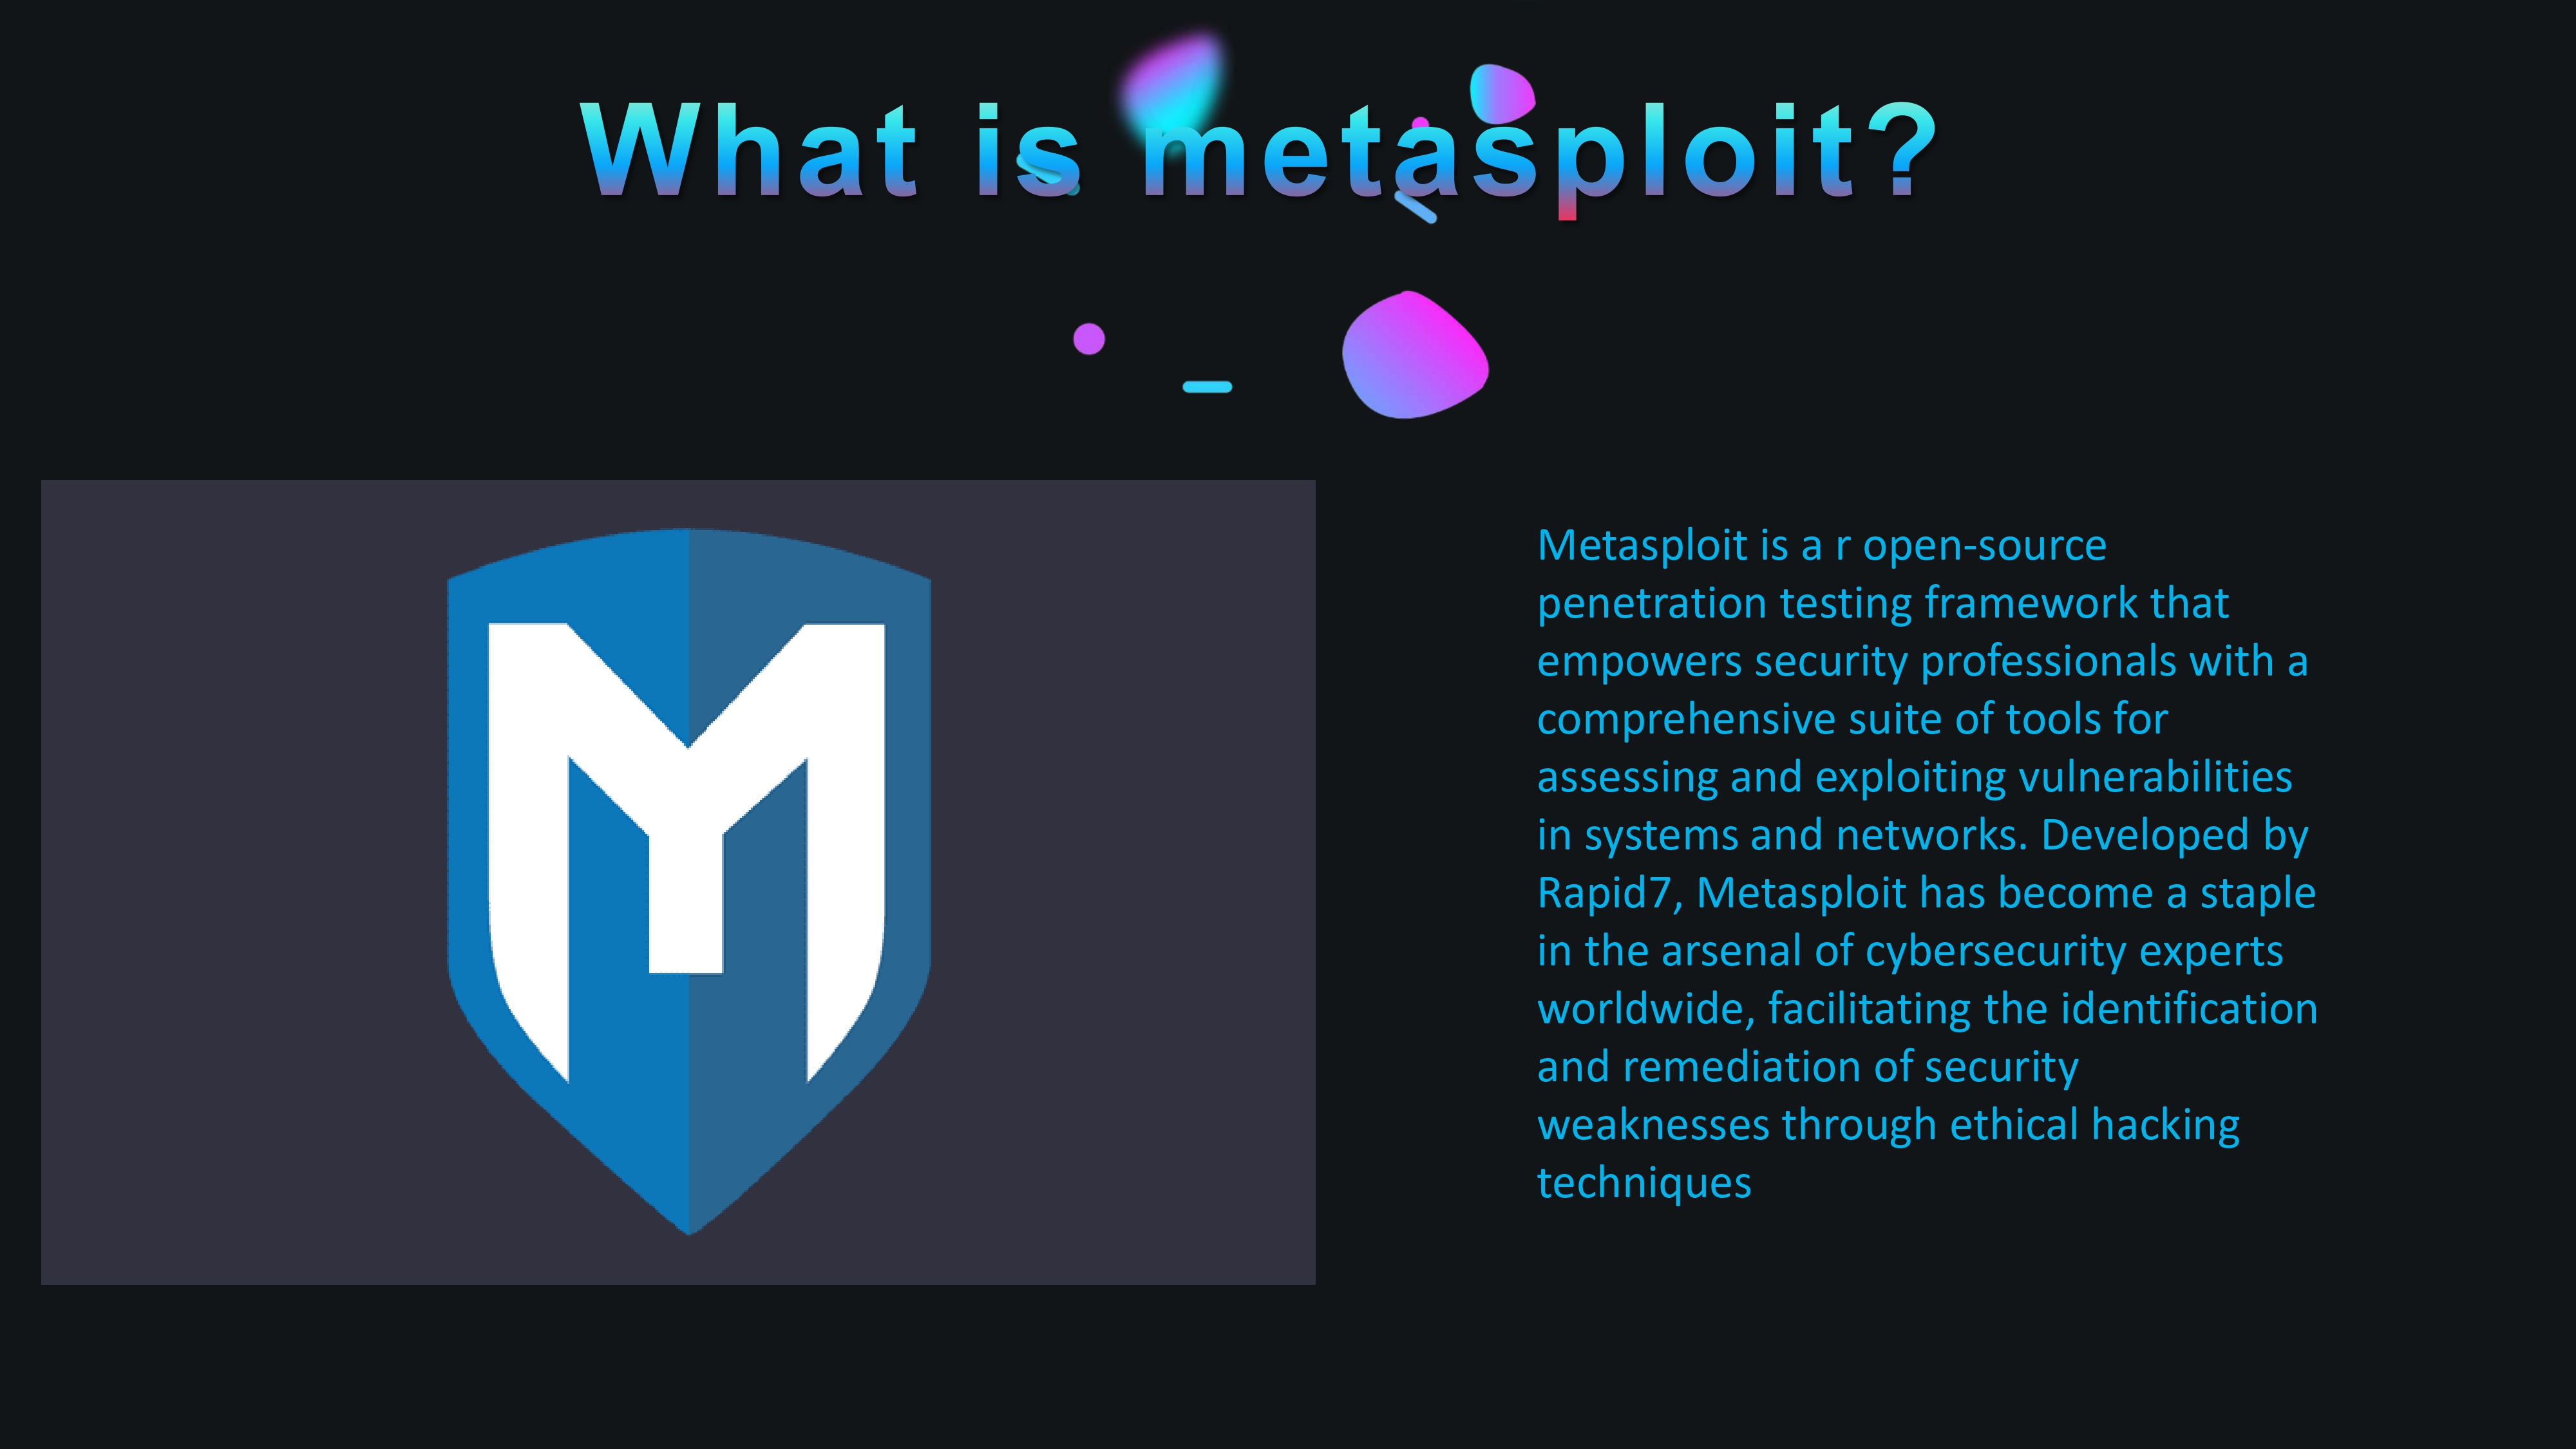 What is metasploit?
Metasploit is a r open-source
penetration testing framework that
empowers security professionals with a
comprehensive suite of tools for
assessing and exploiting vulnerabilities
in systems and networks. Developed by
Rapid7, Metasploit has become a staple
in the arsenal of cybersecurity experts
worldwide, facilitating the identification
and remediation of security
weaknesses through ethical hacking
techniques